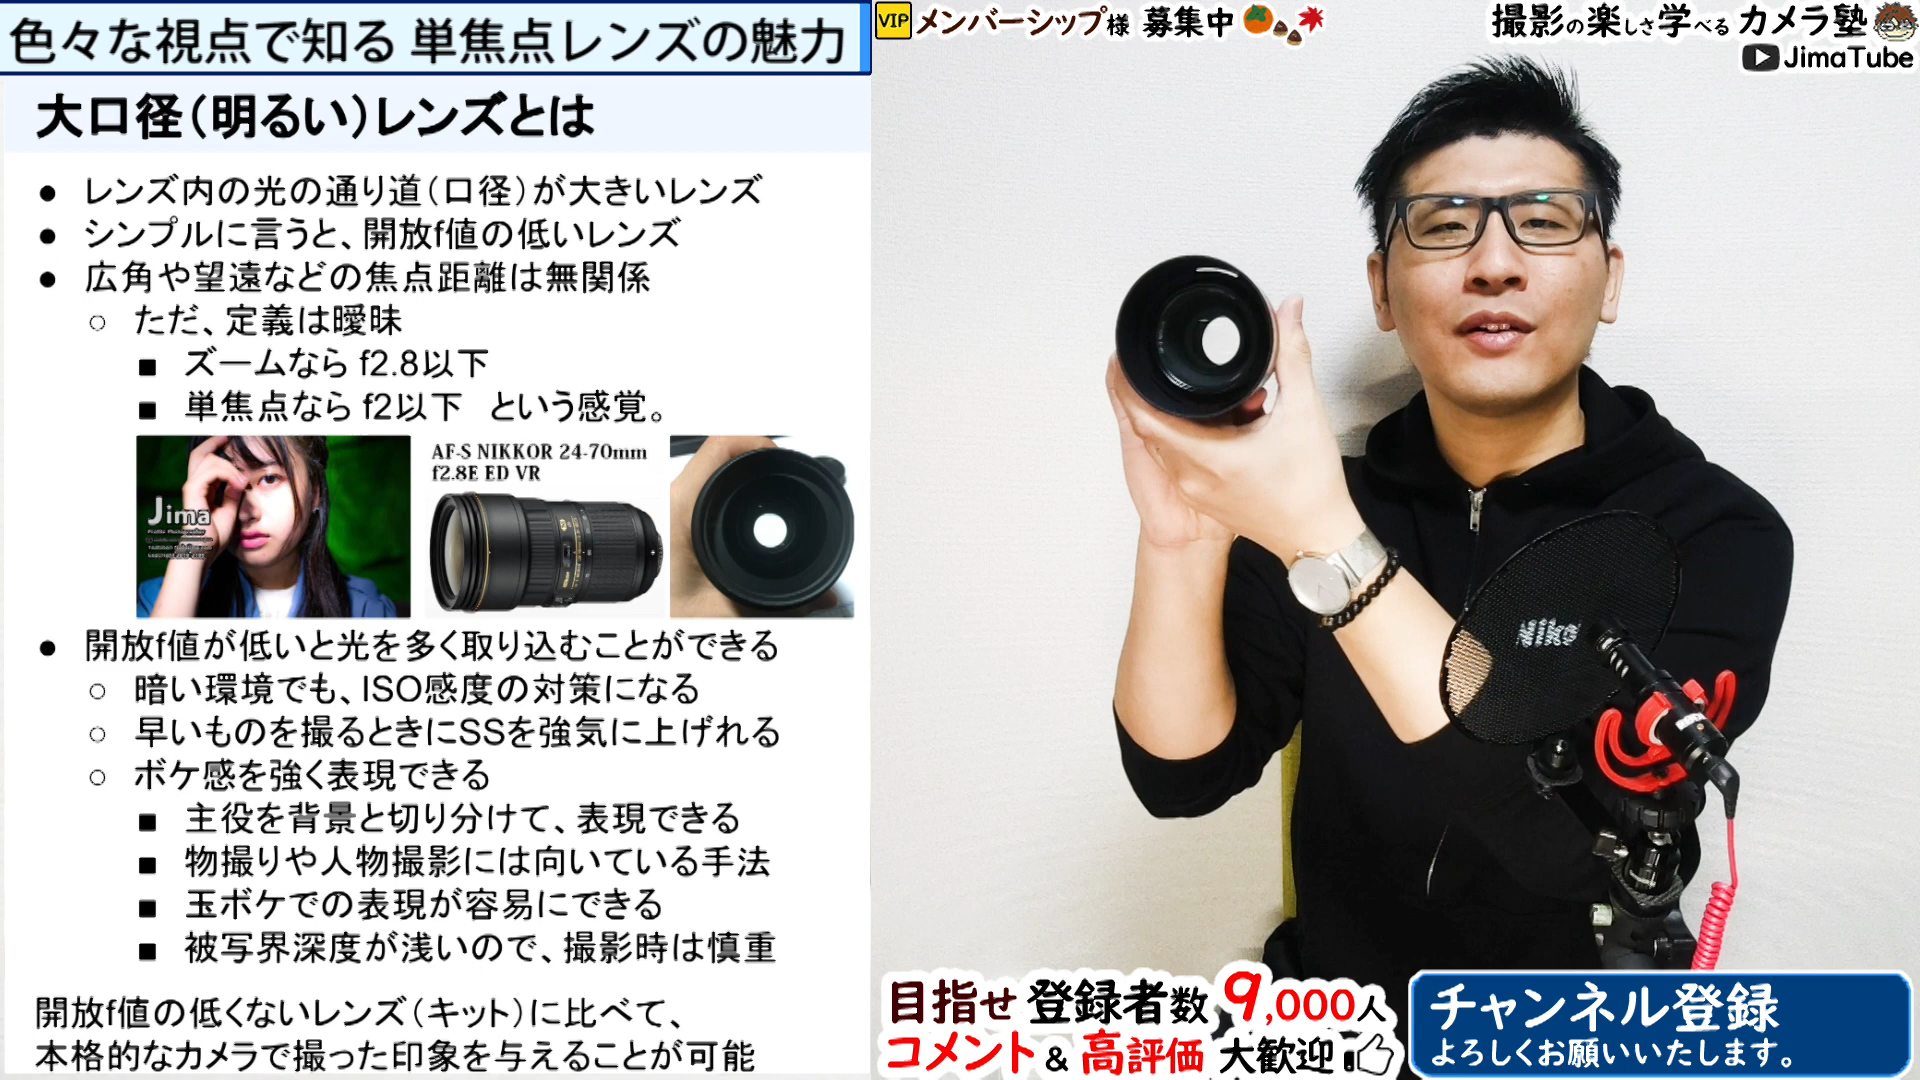 色々な視点で知る 単焦点レンズの魅力
大口径（明るい）レンズとは
● レンズ内の光の通り道（口径）が大きいレンズ
● シンプルに言うと、開放f値の低いレンズ
● 広角や望遠などの焦点距離は無関係
○ ただ、定義は曖昧
■ ズームなら f2.8以下
■ 単焦点なら f2以下　という感覚。
Jima
AF-S NIKKOR 24-70mm
f2.8E ED VR
● 開放f値が低いと光を多く取り込むことができる
○ 暗い環境でも、ISO感度の対策になる
○ 早いものを撮るときにSSを強気に上げれる
○ ボケ感を強く表現できる
■ 主役を背景と切り分けて、表現できる
■ 物撮りや人物撮影には向いている手法
■ 玉ボケでの表現が容易にできる
■ 被写界深度が浅いので、撮影時は慎重
開放f値の低くないレンズ（キット）に比べて、
本格的なカメラで撮った印象を与えることが可能
VIP メンバーシップ様 募集中
撮影の楽しさ学べる カメラ塾
JimaTube
目指せ 登録者数 9,000人
コメント & 高評価 大歓迎
チャンネル登録
よろしくお願いいたします。